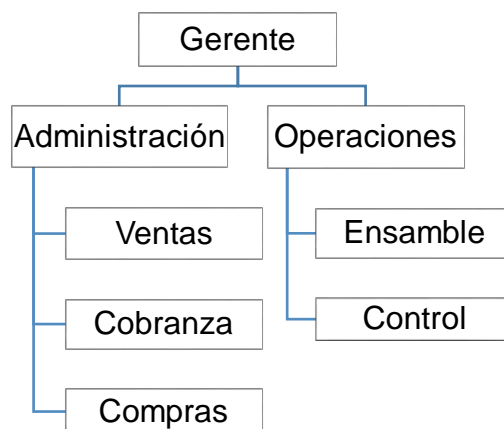 Gerente
Administración
Operaciones
Ventas
Ensamble
Cobranza
Control
Compras